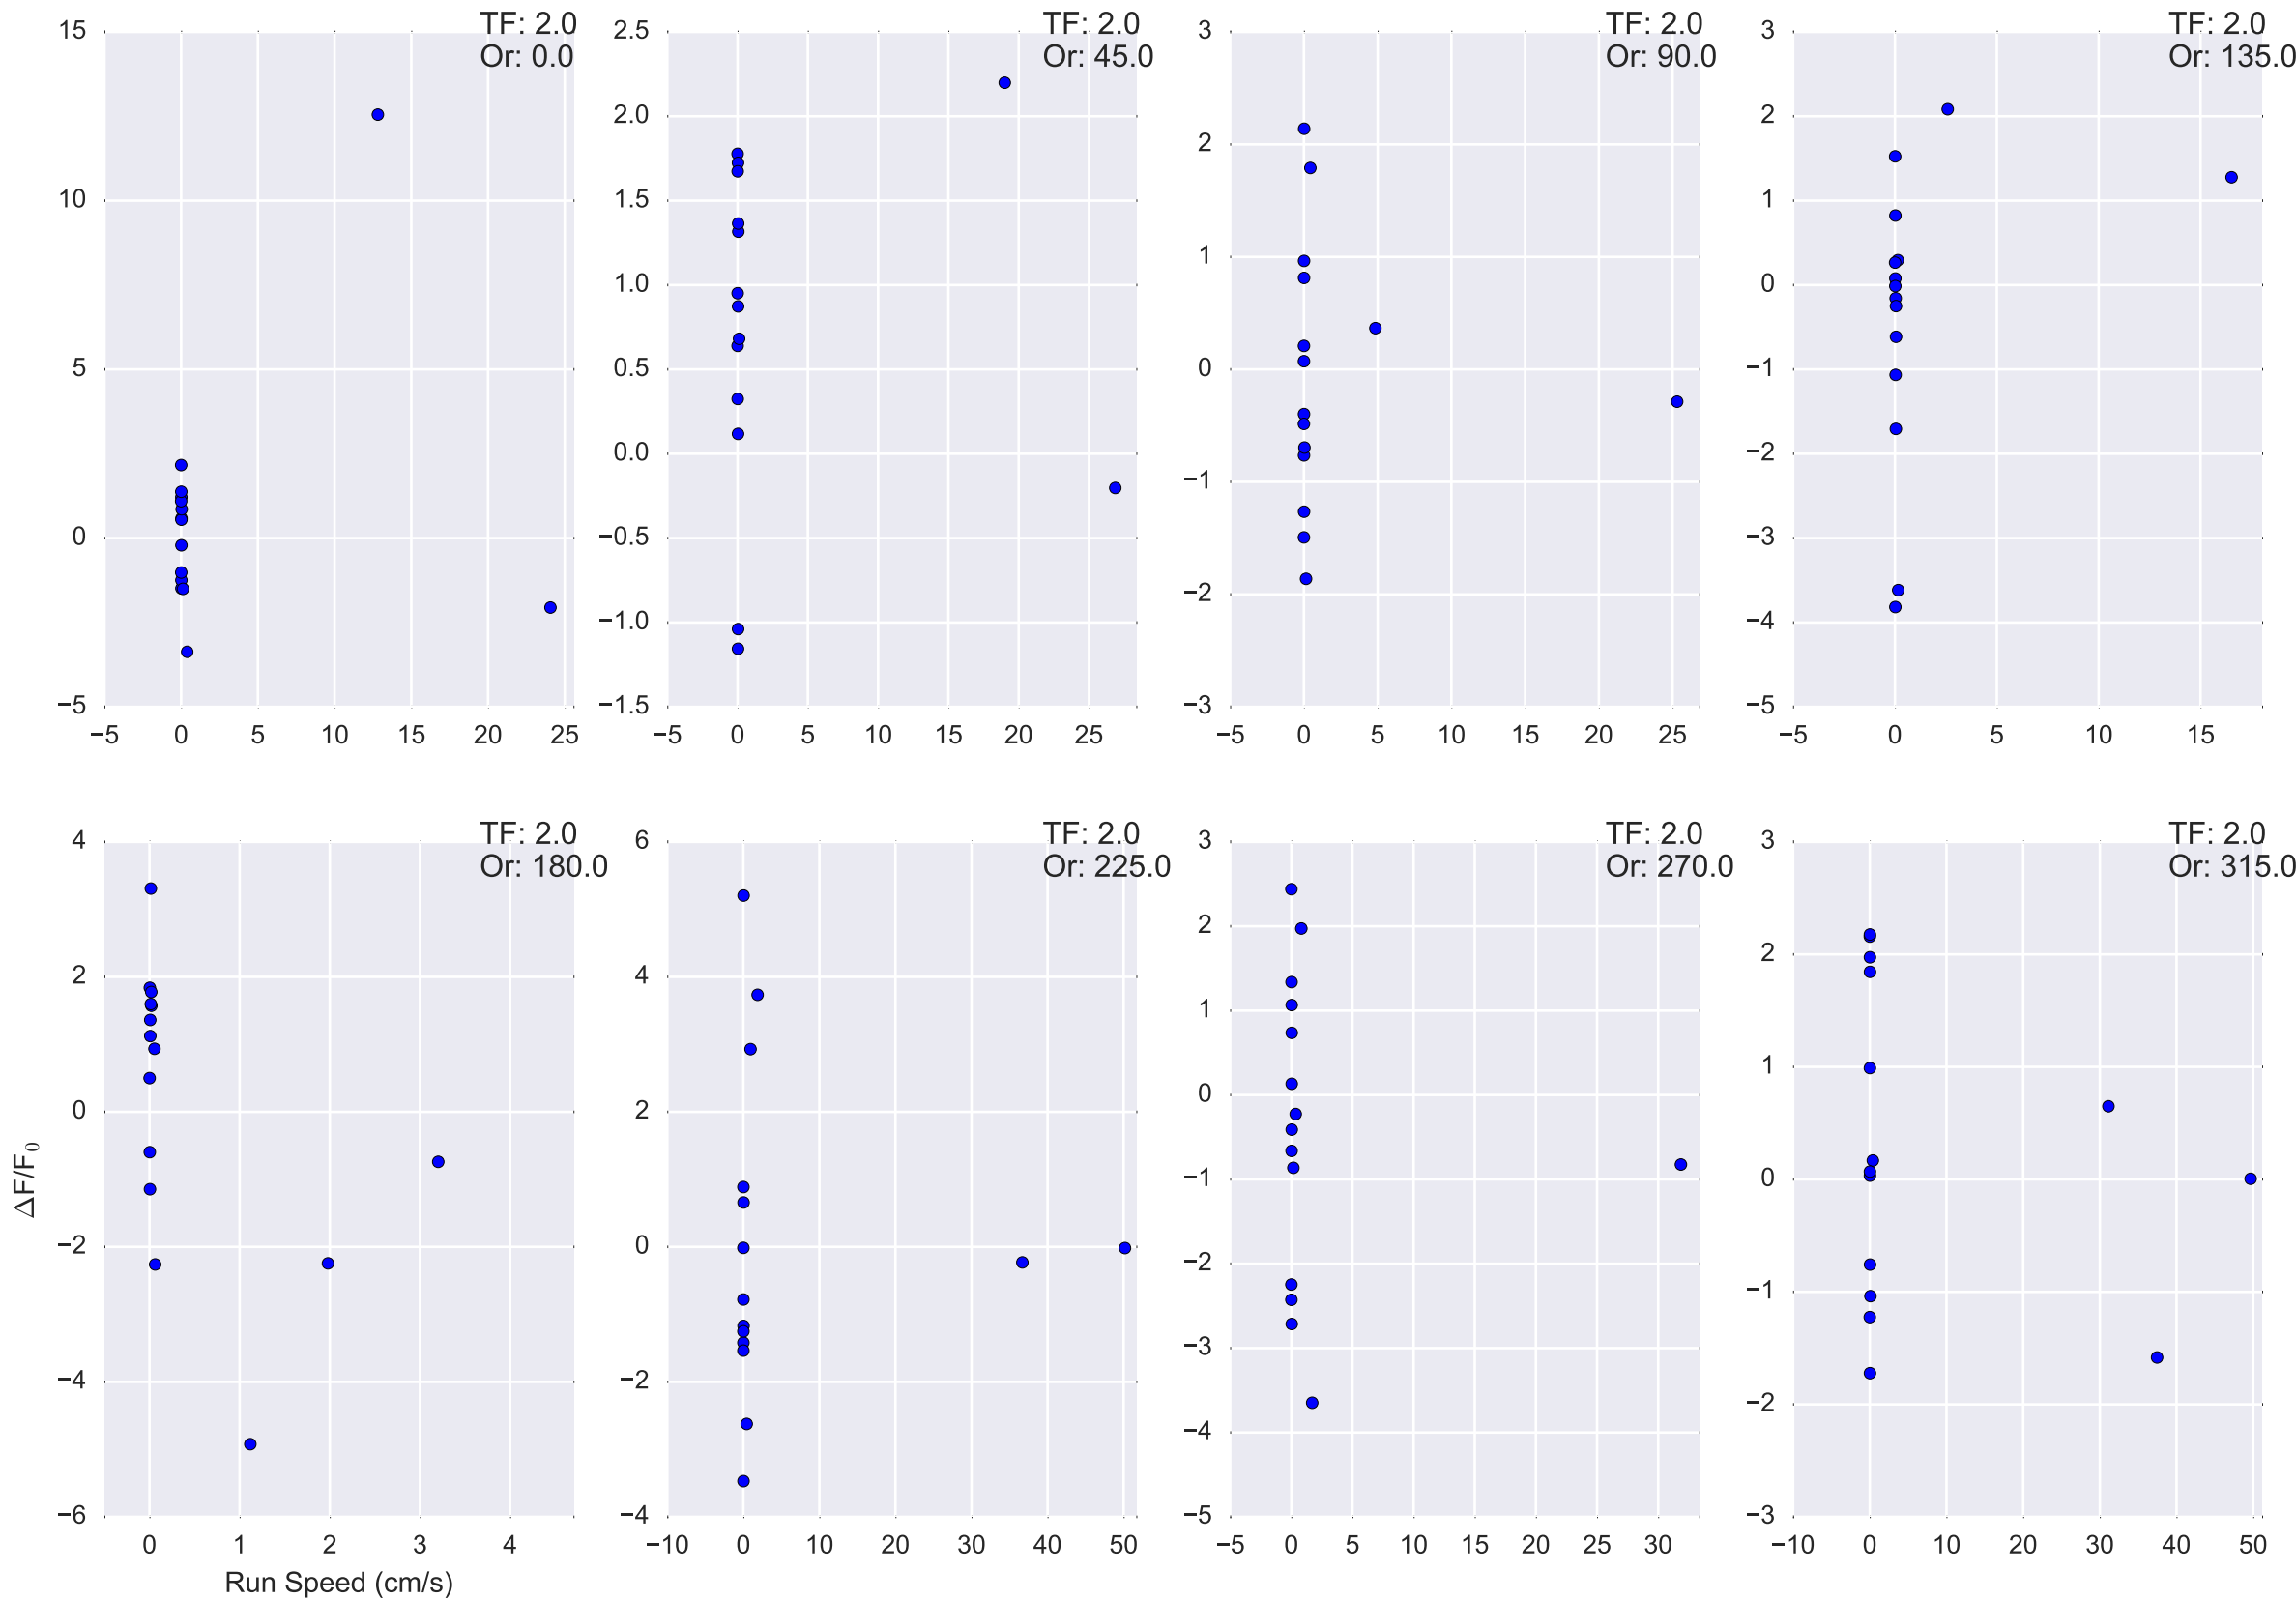 TF: 2.0
Or: 0.0
15
10
5
0
−5
−5 0 5 10 15 20 25
TF: 2.0
Or: 45.0
2.5
2.0
1.5
1.0
0.5
0.0
−0.5
−1.0
−1.5
−5 0 5 10 15 20 25
TF: 2.0
Or: 90.0
3
2
1
0
−1
−2
−3
−5 0 5 10 15 20 25
TF: 2.0
Or: 135.0
3
2
1
0
−1
−2
−3
−4
−5
−5 0 5 10 15
TF: 2.0
Or: 180.0
4
2
0
−2
−4
−6
ΔF/F₀
0 1 2 3 4
Run Speed (cm/s)
TF: 2.0
Or: 225.0
6
4
2
0
−2
−4
−10 0 10 20 30 40 50
TF: 2.0
Or: 270.0
3
2
1
0
−1
−2
−3
−4
−5
−5 0 5 10 15 20 25 30
TF: 2.0
Or: 315.0
3
2
1
0
−1
−2
−3
−10 0 10 20 30 40 50